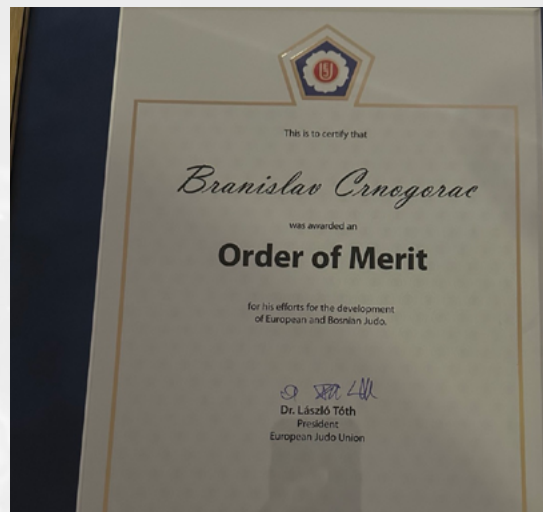 This is to certify that
Branislav Crnogorac
was awarded an
Order of Merit
for his efforts for the development
of European and Bosnian Judo.
Dr. László Tóth
President
European Judo Union